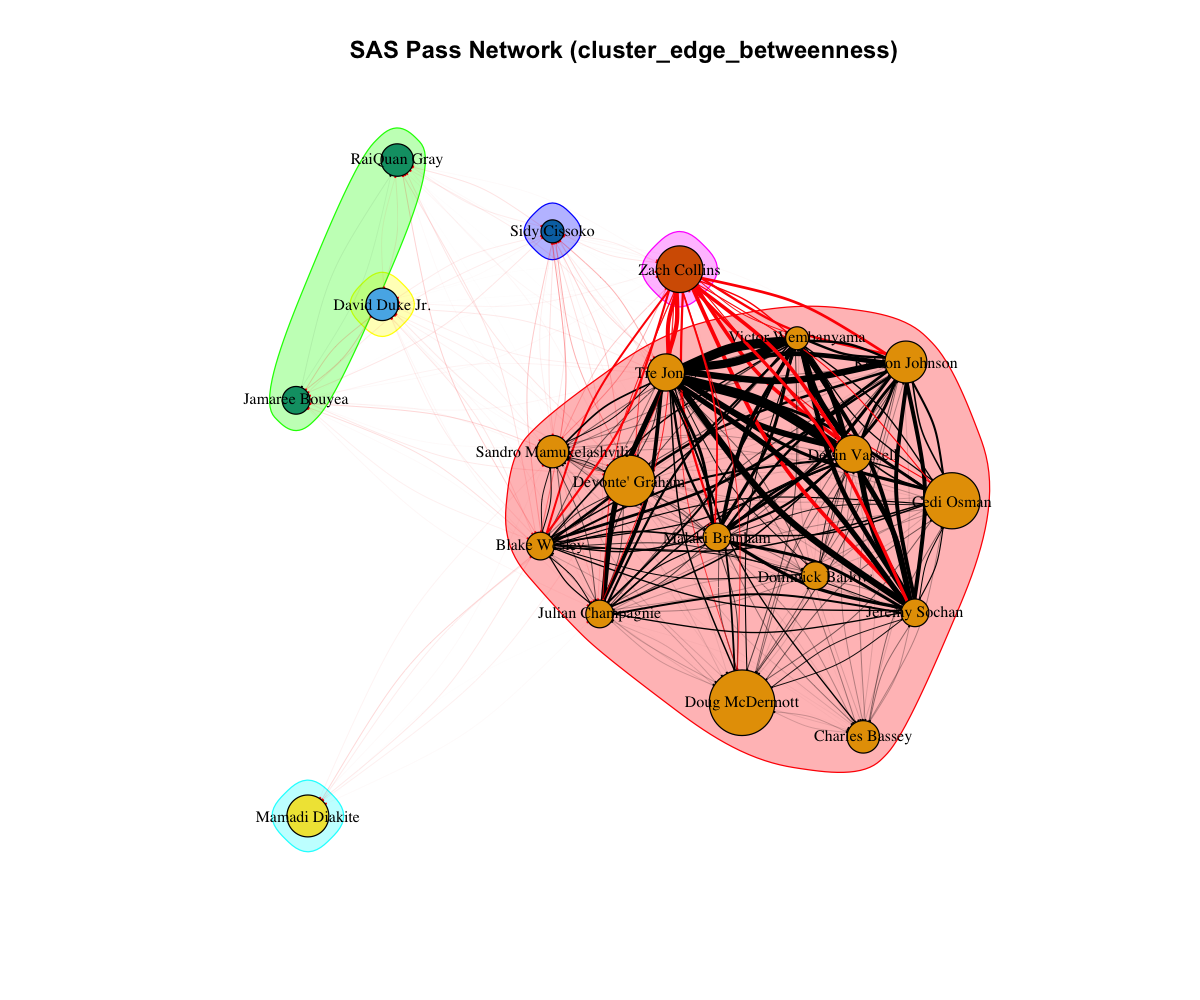 SAS Pass Network (cluster_edge_betweenness)
RaiQuan Gray
Sidy Cissoko
Zach Collins
David Duke Jr.
Victor Wembanyama
Johnson
Tre Jon
Jamaree Bouyea
Sandro Mamukelashvili
Devin Vassell
Devonte' Graham
Cedi Osman
Malaki Branham
Blake Wesley
Dominick Barlow
Julian Champagnie
Jeremy Sochan
Doug McDermott
Charles Bassey
Mamadi Diakite